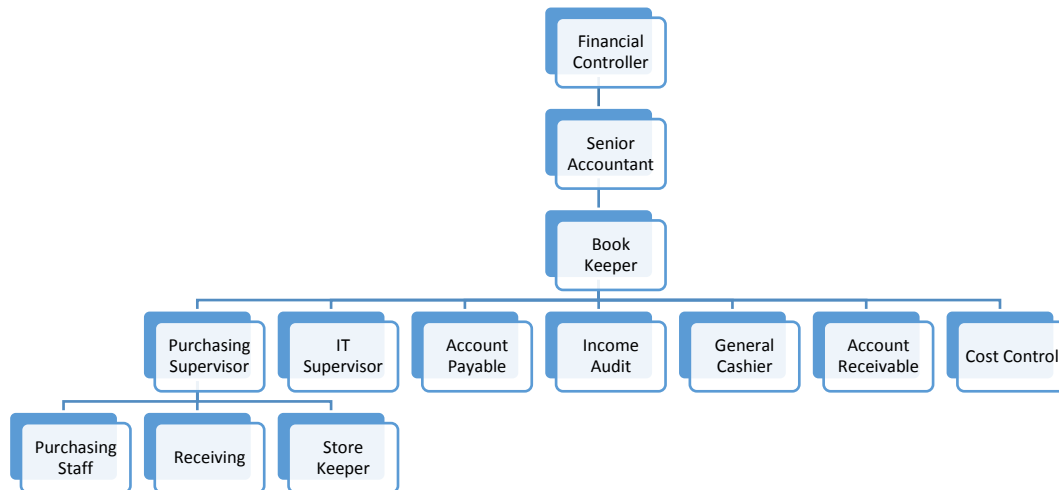 Financial
Controller
Senior
Accountant
Book
Keeper
Purchasing
Supervisor
IT
Supervisor
Account
Payable
Income
Audit
General
Cashier
Account
Receivable
Cost Control
Purchasing
Staff
Receiving
Store
Keeper